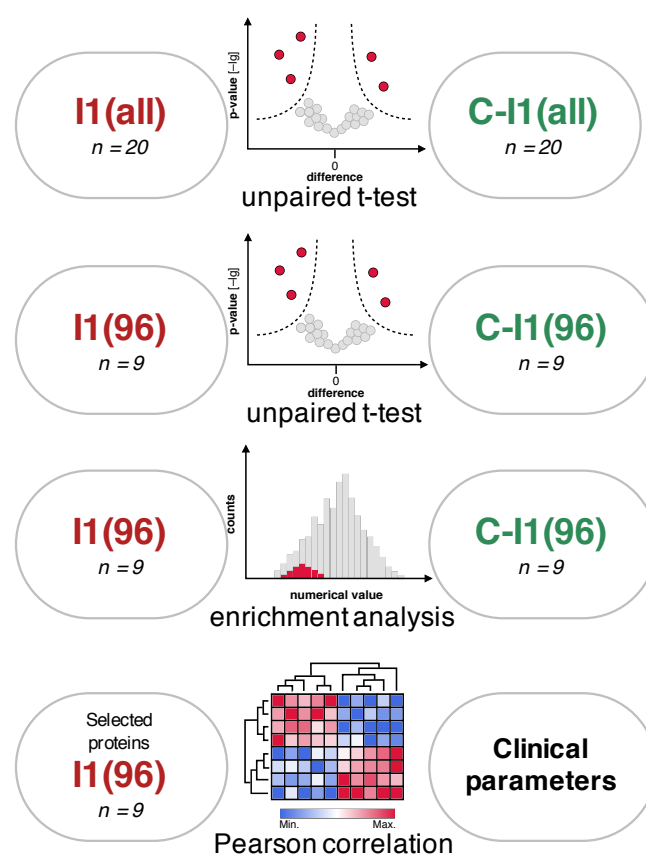 p-value [–lg]
I1(all)
n = 20
0
difference
unpaired t-test
C-I1(all)
n = 20
p-value [–lg]
I1(96)
n = 9
0
difference
unpaired t-test
C-I1(96)
n = 9
counts
I1(96)
n = 9
numerical value
enrichment analysis
C-I1(96)
n = 9
Selected
proteins
I1(96)
n = 9
Min.
Max.
Pearson correlation
Clinical
parameters